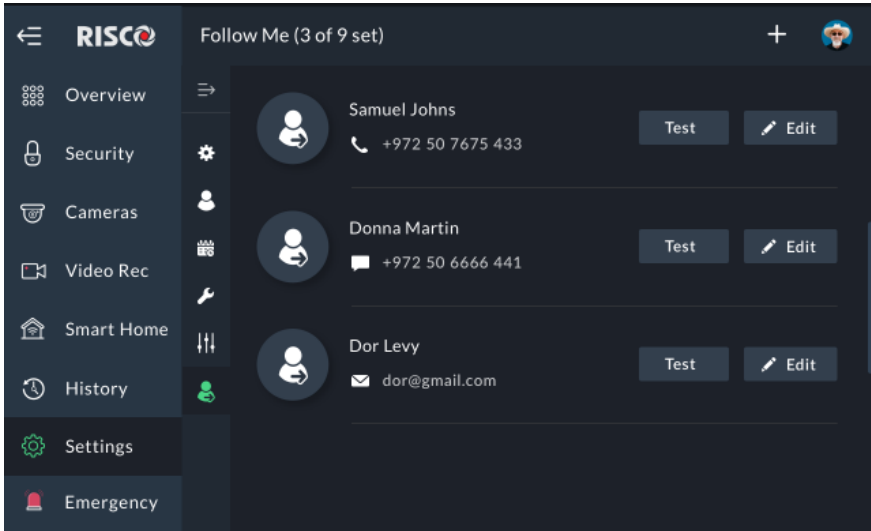 RISCO
Follow Me (3 of 9 set)
Overview
Security
Cameras
Video Rec
Smart Home
History
Settings
Emergency
Samuel Johns
+972 50 7675 433
Test
Edit
Donna Martin
+972 50 6666 441
Test
Edit
Dor Levy
dor@gmail.com
Test
Edit